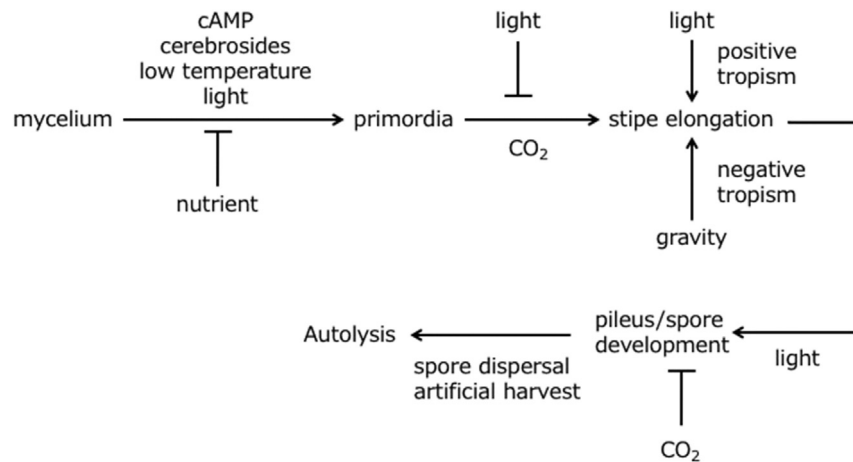 cAMP
cerebrosides
low temperature
light
mycelium
nutrient
primordia
light
CO₂
light
positive
tropism
stipe elongation
negative
tropism
gravity
light
pileus/spore
development
CO₂
spore dispersal
artificial harvest
Autolysis